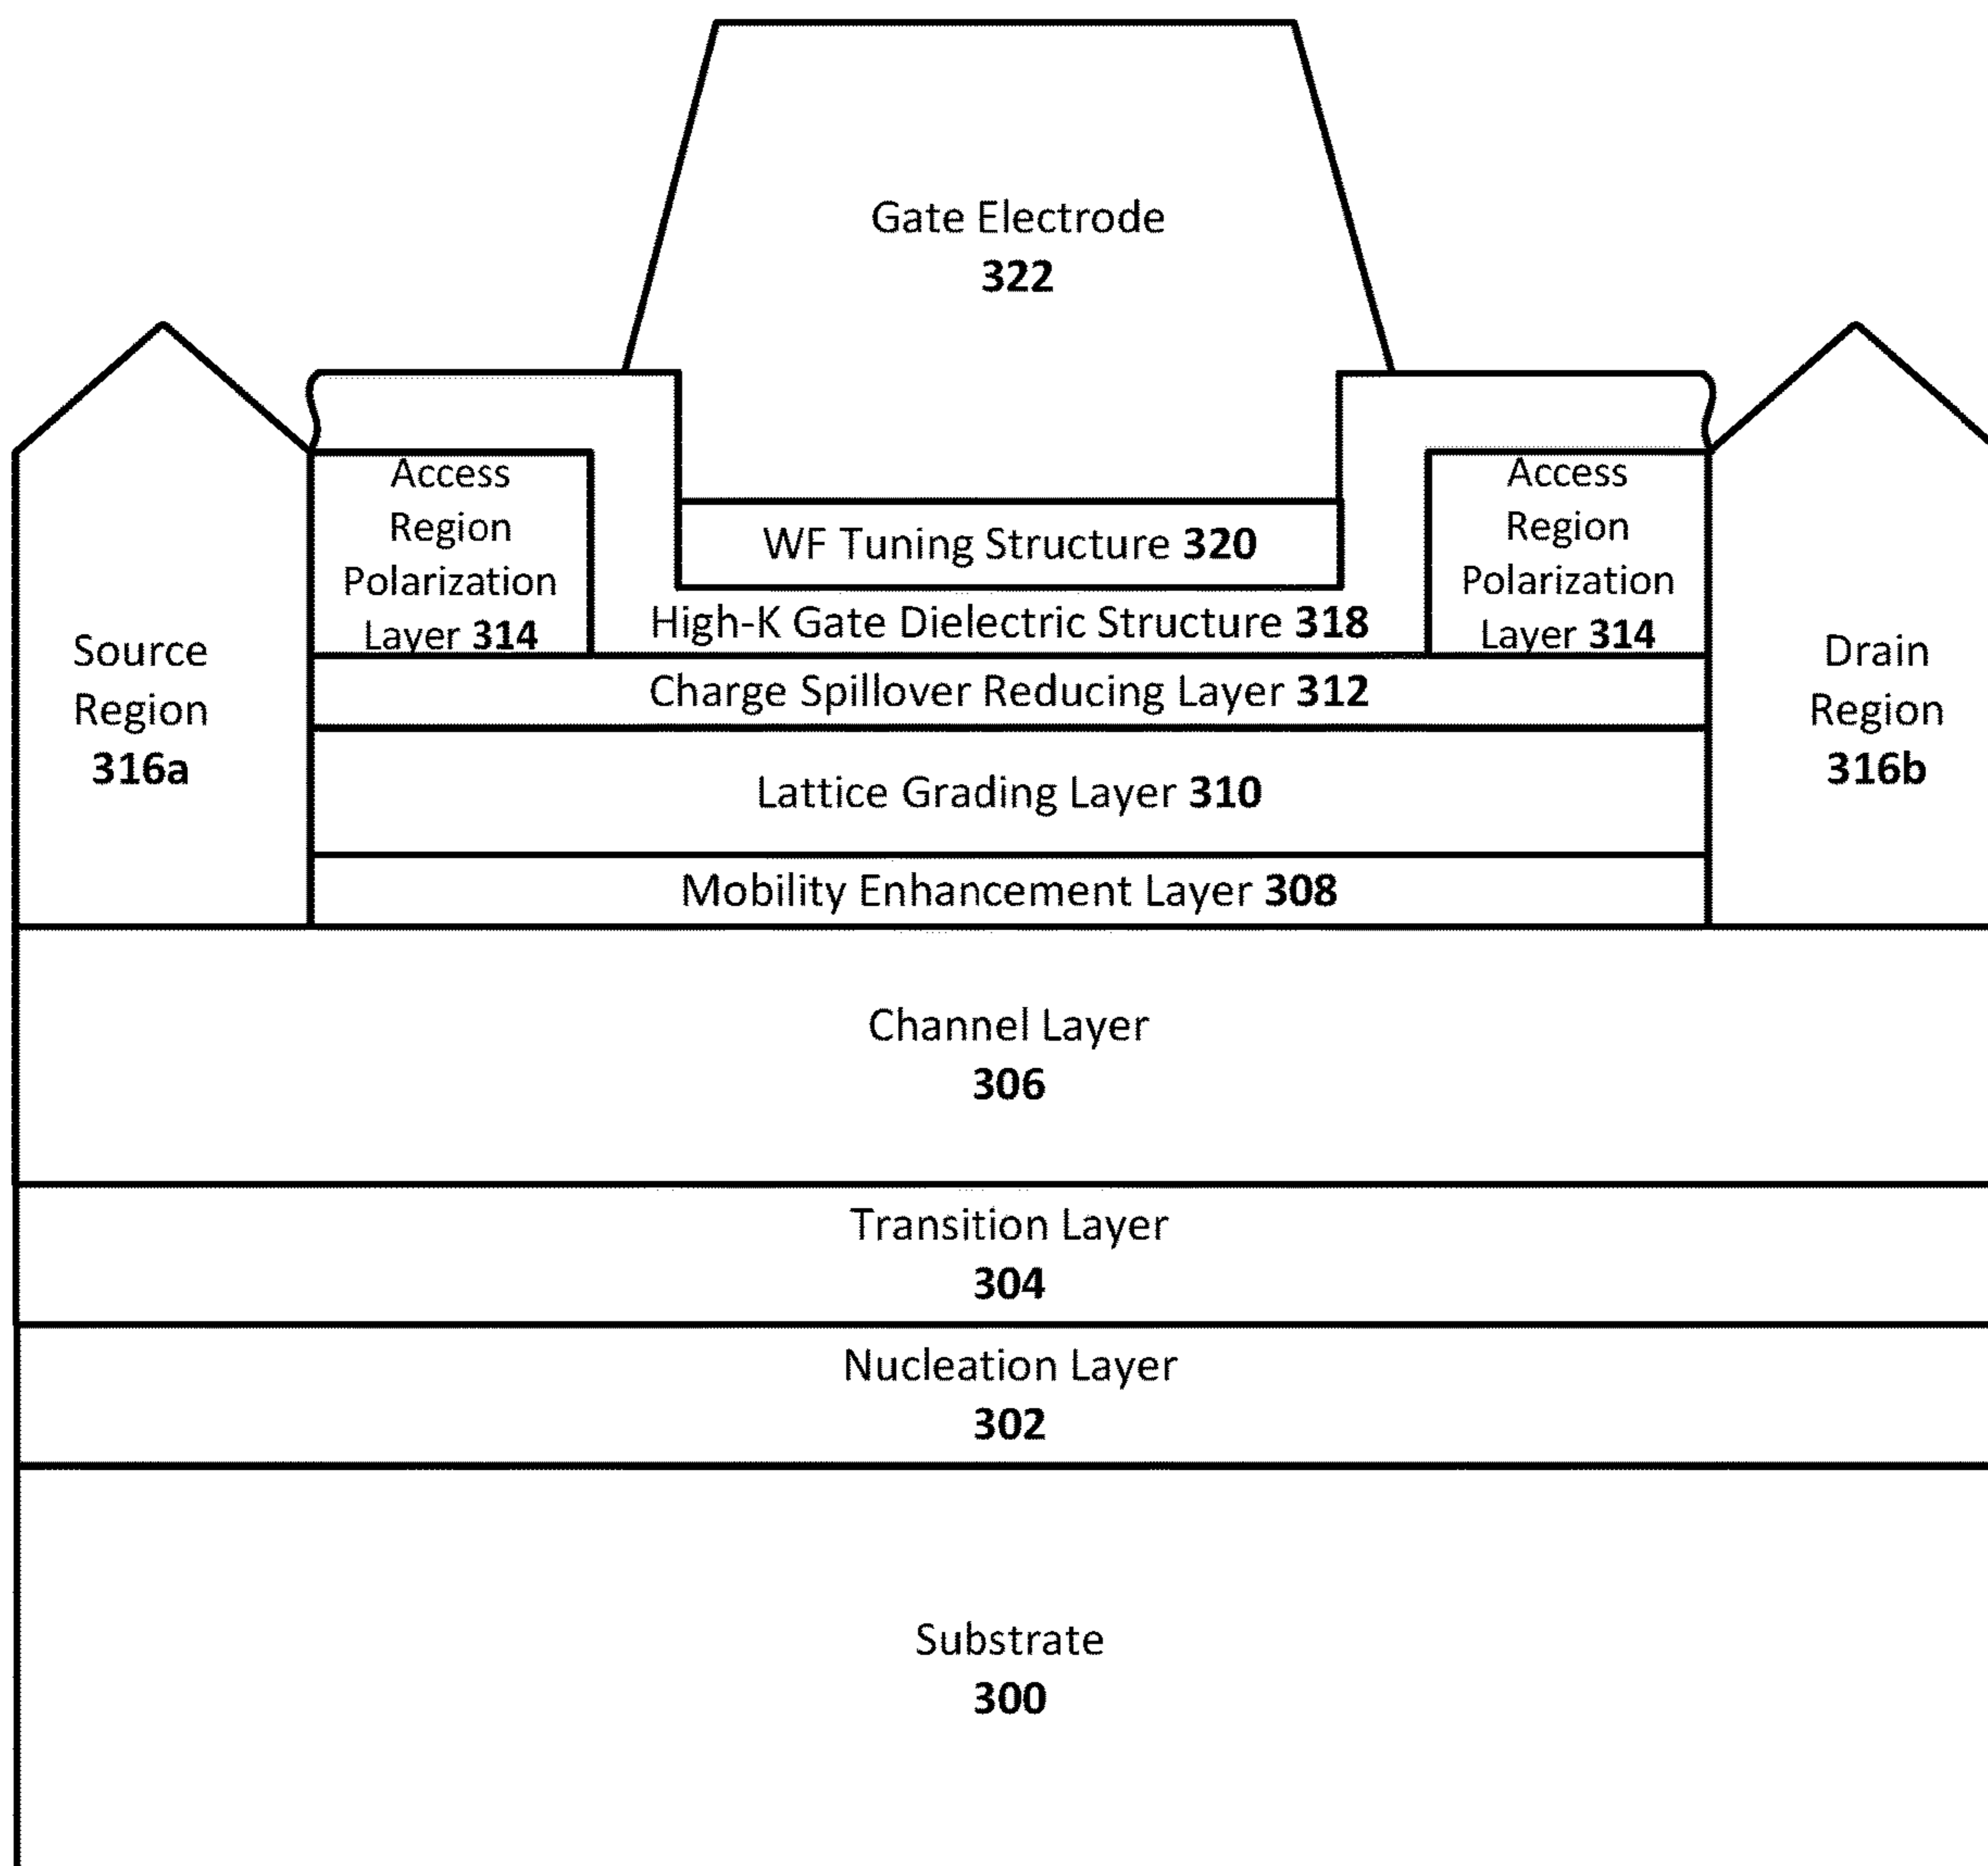 Gate Electrode
322
Access
Region
Polarization
Layer 314
WF Tuning Structure 320
High-K Gate Dielectric Structure 318
Access
Region
Polarization
Layer 314
Source
Region
316a
Charge Spillover Reducing Layer 312
Lattice Grading Layer 310
Mobility Enhancement Layer 308
Drain
Region
316b
Channel Layer
306
Transition Layer
304
Nucleation Layer
302
Substrate
300